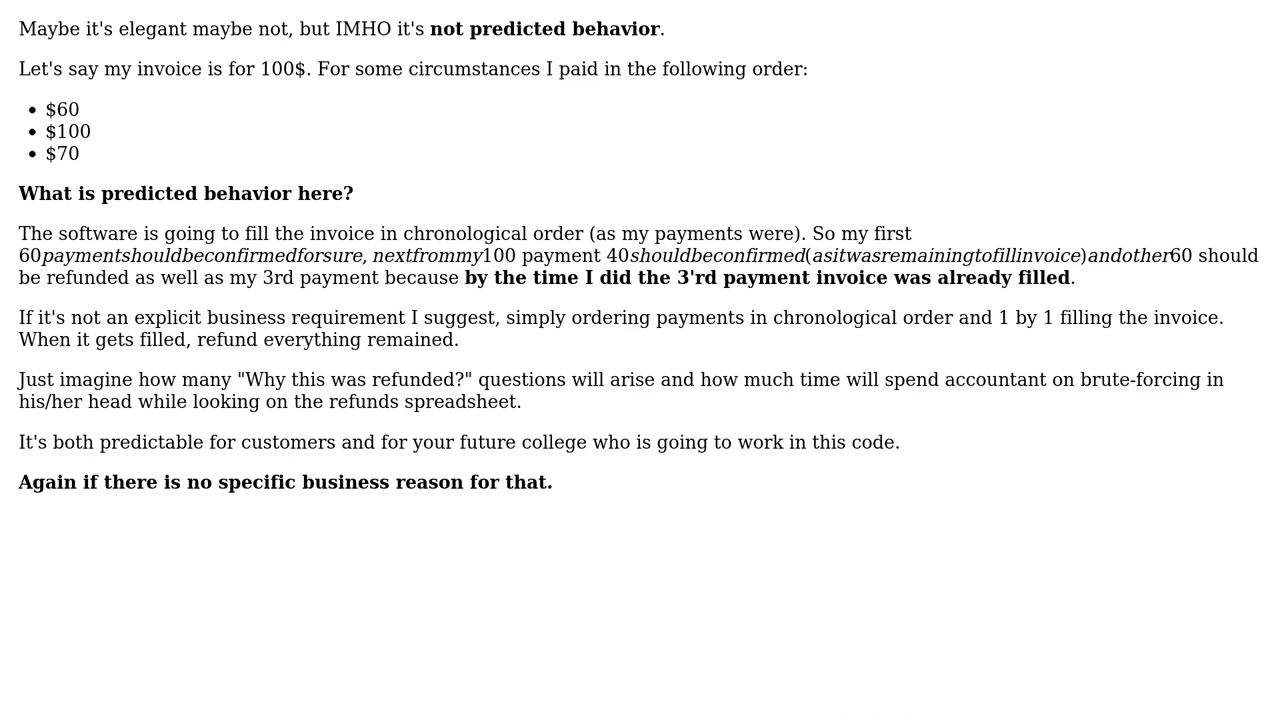 Maybe it's elegant maybe not, but IMHO it's not predicted behavior.
Let's say my invoice is for 100$. For some circumstances I paid in the following order:
• $60
• $100
• $70
What is predicted behavior here?
The software is going to fill the invoice in chronological order (as my payments were). So my first
60paymentshouldbeconfirmedforsure, nextfrommy100 payment 40shouldbeconfirmed(asitwasremainingtofillinvoice)andother60 should
be refunded as well as my 3rd payment because by the time I did the 3'rd payment invoice was already filled.
If it's not an explicit business requirement I suggest, simply ordering payments in chronological order and 1 by 1 filling the invoice.
When it gets filled, refund everything remained.
Just imagine how many "Why this was refunded?" questions will arise and how much time will spend accountant on brute-forcing in
his/her head while looking on the refunds spreadsheet.
It's both predictable for customers and for your future college who is going to work in this code.
Again if there is no specific business reason for that.